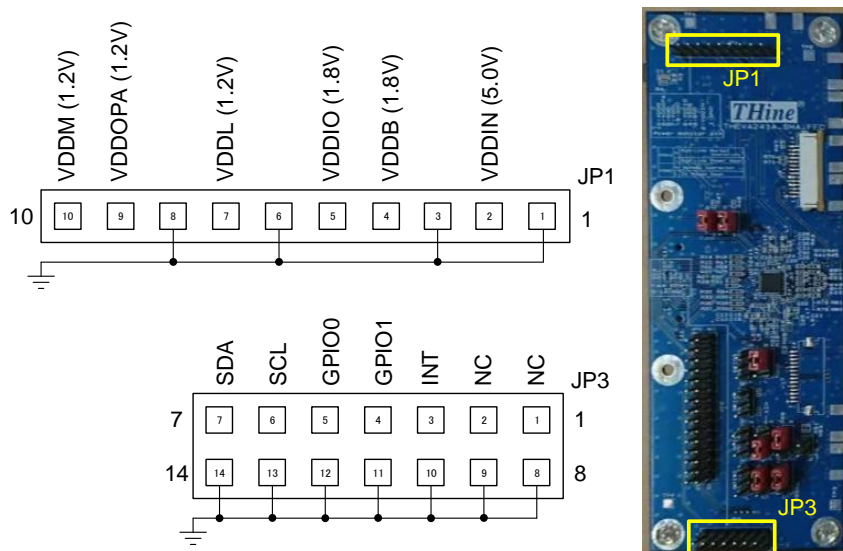 VDDM (1.2V)
VDDOPA (1.2V)
VDDL (1.2V)
VDDIO (1.8V)
VDDB (1.8V)
VDDIN (5.0V)
JP1
10 10 9 8 7 6 5 4 3 2 1 1
SDA
SCL
GPIO0
GPIO1
INT
NC
NC
JP3
7 7 6 5 4 3 2 1 1
14 14 13 12 11 10 9 8 8
JP1
THine
THEVA243A_SMA_FFC
JP3